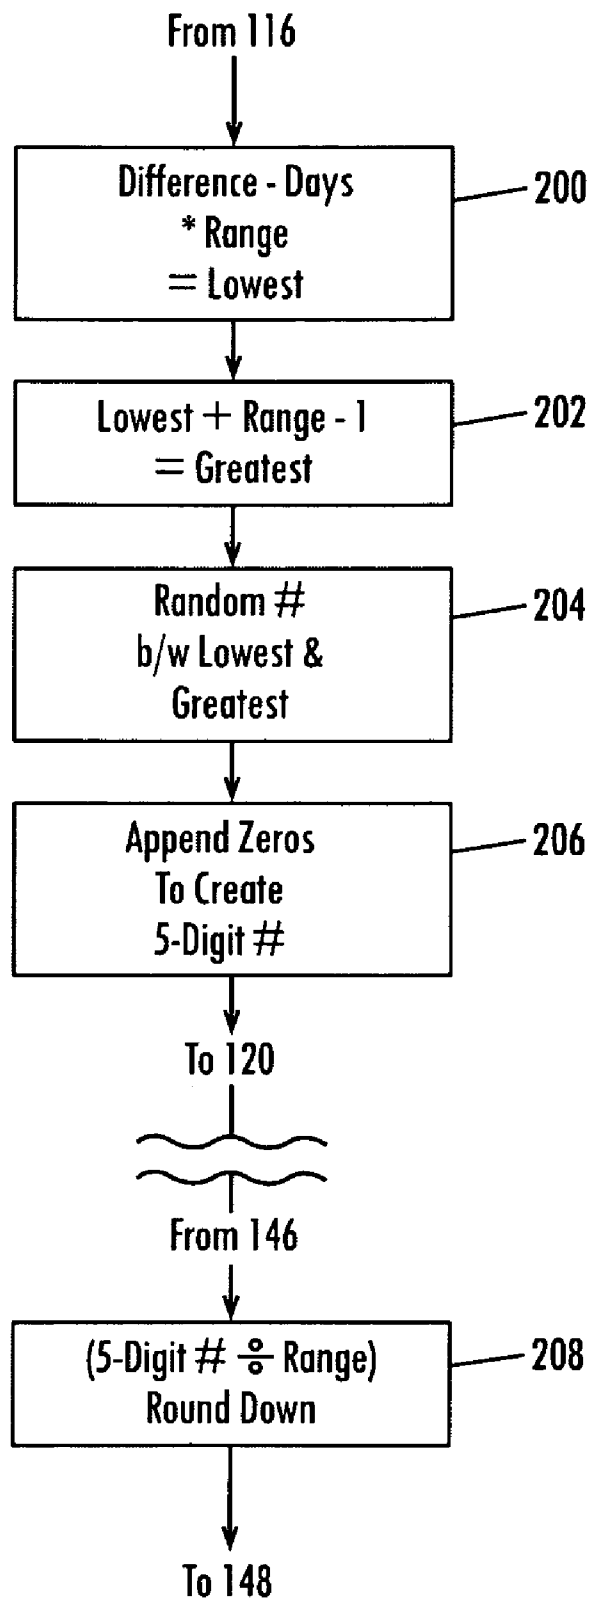 From 116
Difference - Days
* Range
= Lowest
200
Lowest + Range - 1
= Greatest
202
Random #
b/w Lowest &
Greatest
204
Append Zeros
To Create
5-Digit #
206
To 120
From 146
(5-Digit # ÷ Range)
Round Down
208
To 148